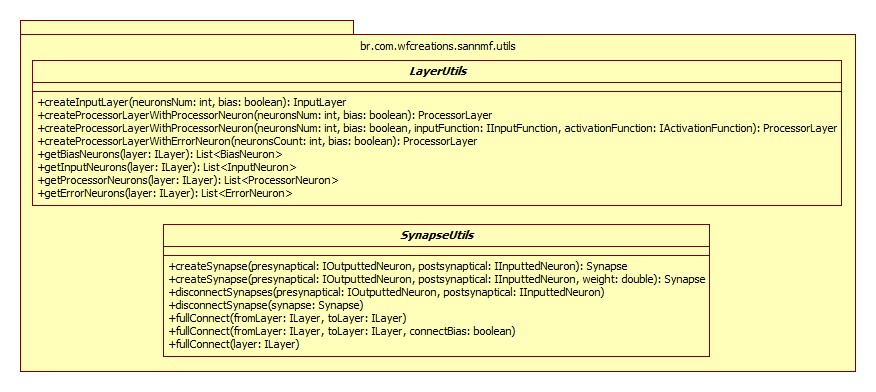 br.com.wfcreations.sannmf.utils
LayerUtils
+createInputLayer(neuronsNum: int, bias: boolean): InputLayer
+createProcessorLayerWithProcessorNeuron(neuronsNum: int, bias: boolean): ProcessorLayer
+createProcessorLayerWithProcessorNeuron(neuronsNum: int, bias: boolean, inputFunction: IInputFunction, activationFunction: IActivationFunction): ProcessorLayer
+createProcessorLayerWithErrorNeuron(neuronsCount: int, bias: boolean): ProcessorLayer
+getBiasNeurons(layer: ILayer): List<BiasNeuron>
+getInputNeurons(layer: ILayer): List<InputNeuron>
+getProcessorNeurons(layer: ILayer): List<ProcessorNeuron>
+getErrorNeurons(layer: ILayer): List<ErrorNeuron>
SynapseUtils
+createSynapse(presynaptical: IOutputtedNeuron, postsynaptical: IInputtedNeuron): Synapse
+createSynapse(presynaptical: IOutputtedNeuron, postsynaptical: IInputtedNeuron, weight: double): Synapse
+disconnectSynapses(presynaptical: IOutputtedNeuron, postsynaptical: IInputtedNeuron)
+disconnectSynapse(synapse: Synapse)
+fullConnect(fromLayer: ILayer, toLayer: ILayer)
+fullConnect(fromLayer: ILayer, toLayer: ILayer, connectBias: boolean)
+fullConnect(layer: ILayer)